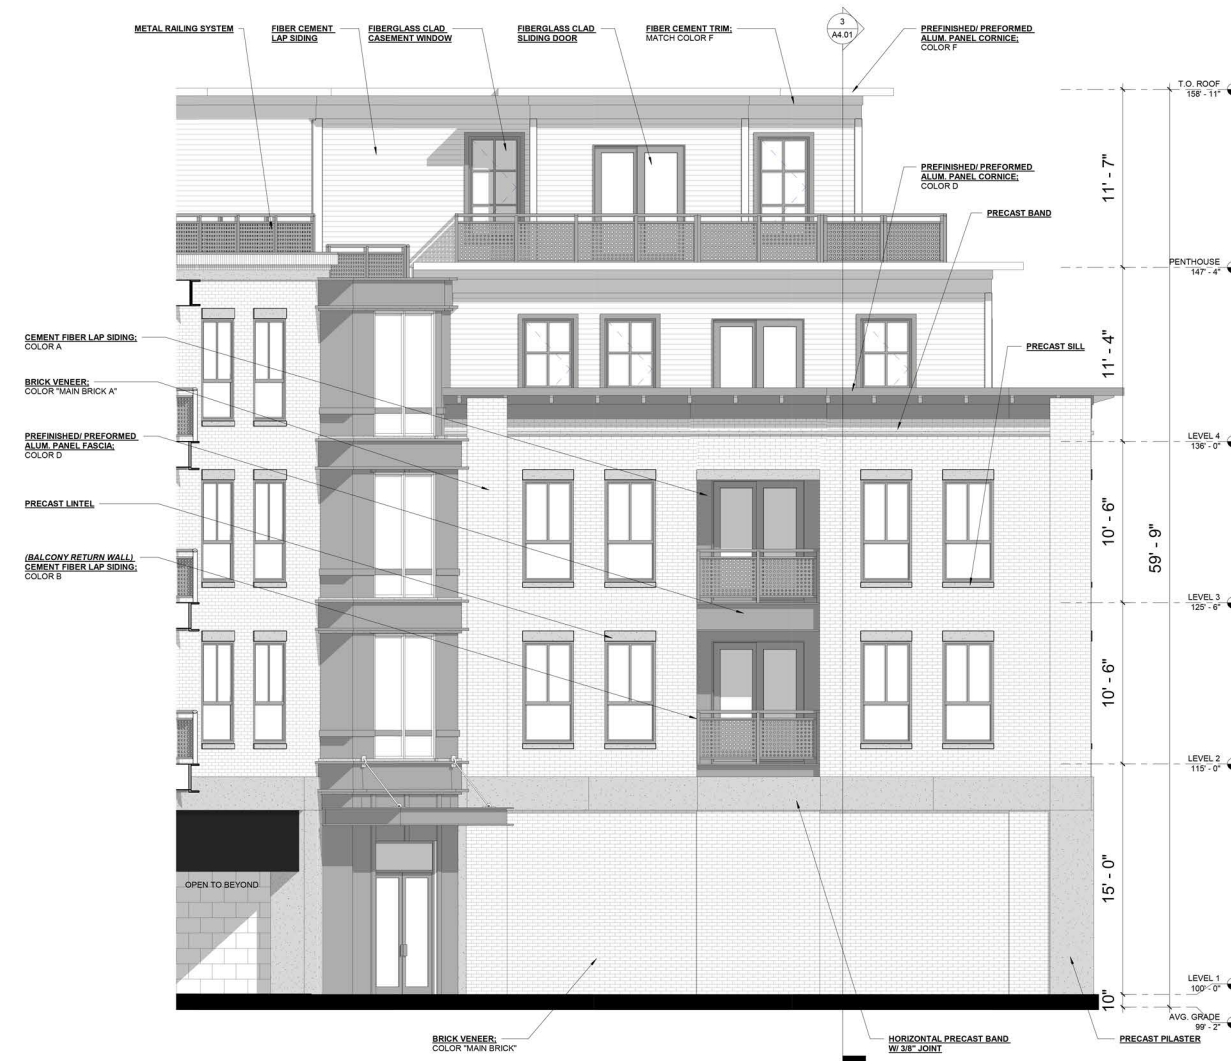 METAL RAILING SYSTEM
FIBER CEMENT
LAP SIDING
FIBERGLASS CLAD
CASEMENT WINDOW
FIBERGLASS CLAD
SLIDING DOOR
FIBER CEMENT TRIM;
MATCH COLOR F
3
A4.01
PREFINISHED/ PREFORMED
ALUM. PANEL CORNICE;
COLOR F
T.O. ROOF
158' - 11"
11' - 7"
PREFINISHED/ PREFORMED
ALUM. PANEL CORNICE;
COLOR D
PRECAST BAND
PENTHOUSE
147' - 4"
CEMENT FIBER LAP SIDING;
COLOR A
PRECAST SILL
11' - 4"
BRICK VENEER;
COLOR "MAIN BRICK A"
PREFINISHED/ PREFORMED
ALUM. PANEL FASCIA;
COLOR D
LEVEL 4
136' - 0"
PRECAST LINTEL
10' - 6"
59' - 9"
(BALCONY RETURN WALL)
CEMENT FIBER LAP SIDING;
COLOR B
LEVEL 3
125' - 6"
10' - 6"
LEVEL 2
115' - 0"
OPEN TO BEYOND
15' - 0"
LEVEL 1
100' - 0"
10"
AVG. GRADE
99' - 2"
BRICK VENEER;
COLOR "MAIN BRICK"
HORIZONTAL PRECAST BAND
W/ 3/8" JOINT
PRECAST PILASTER